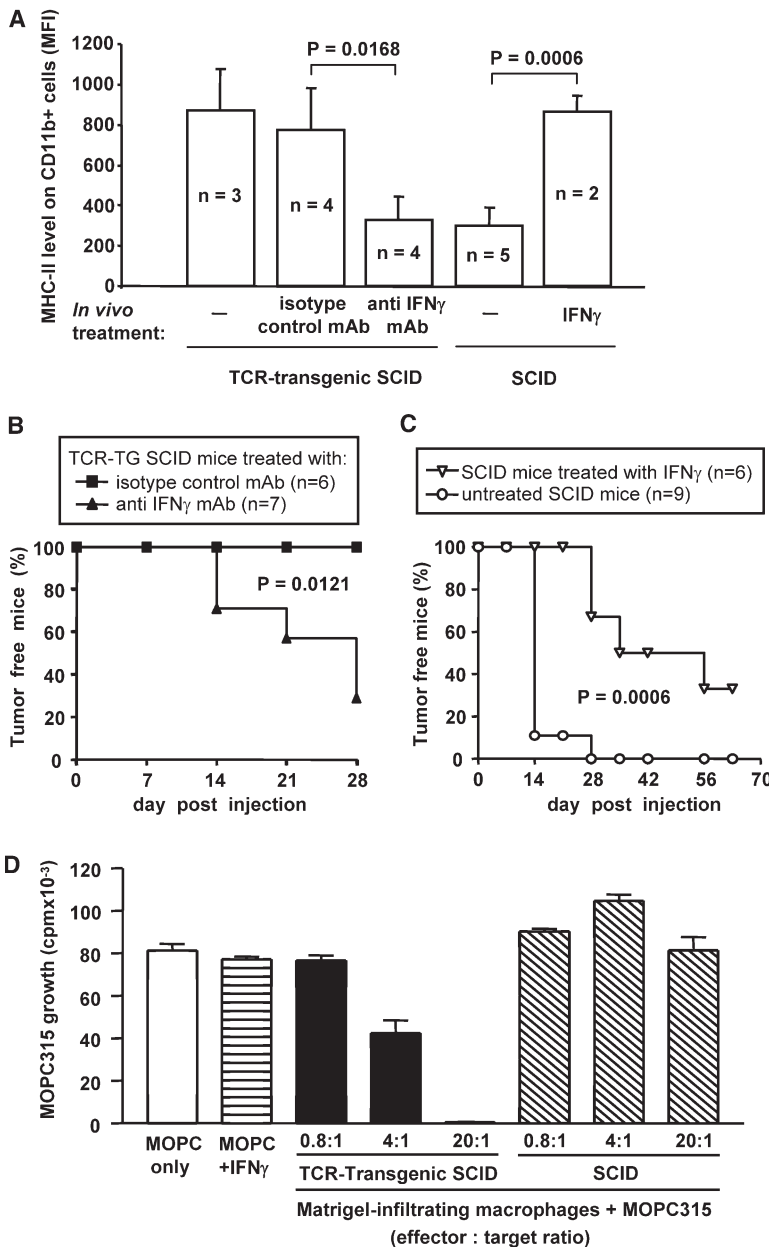 A
MHC-II level on CD11b+ cells (MFI)
1200
1000
800
600
400
200
0
P = 0.0168
P = 0.0006
n = 3
n = 4
n = 4
n = 5
n = 2
In vivo treatment:
—
isotype control mAb
anti IFNγ mAb
—
IFNγ
TCR-transgenic SCID
SCID
B
TCR-TG SCID mice treated with:
isotype control mAb (n=6)
anti IFNγ mAb (n=7)
Tumor free mice (%)
100
80
60
40
20
0
P = 0.0121
0 7 14 21 28
day post injection
C
SCID mice treated with IFNγ (n=6)
untreated SCID mice (n=9)
Tumor free mice (%)
100
80
60
40
20
0
P = 0.0006
0 14 28 42 56 70
day post injection
D
MOPC315 growth (cpmx10⁻³)
120
100
80
60
40
20
0
MOPC only
MOPC +IFNγ
0.8:1 4:1 20:1
0.8:1 4:1 20:1
TCR-Transgenic SCID
SCID
Matrigel-infiltrating macrophages + MOPC315
(effector : target ratio)